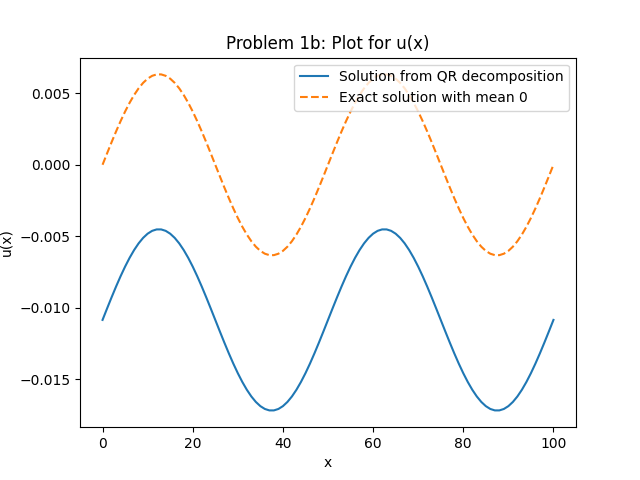 Problem 1b: Plot for u(x)
Solution from QR decomposition
Exact solution with mean 0
0.005
0.000
−0.005
−0.010
−0.015
u(x)
0 20 40 60 80 100
x